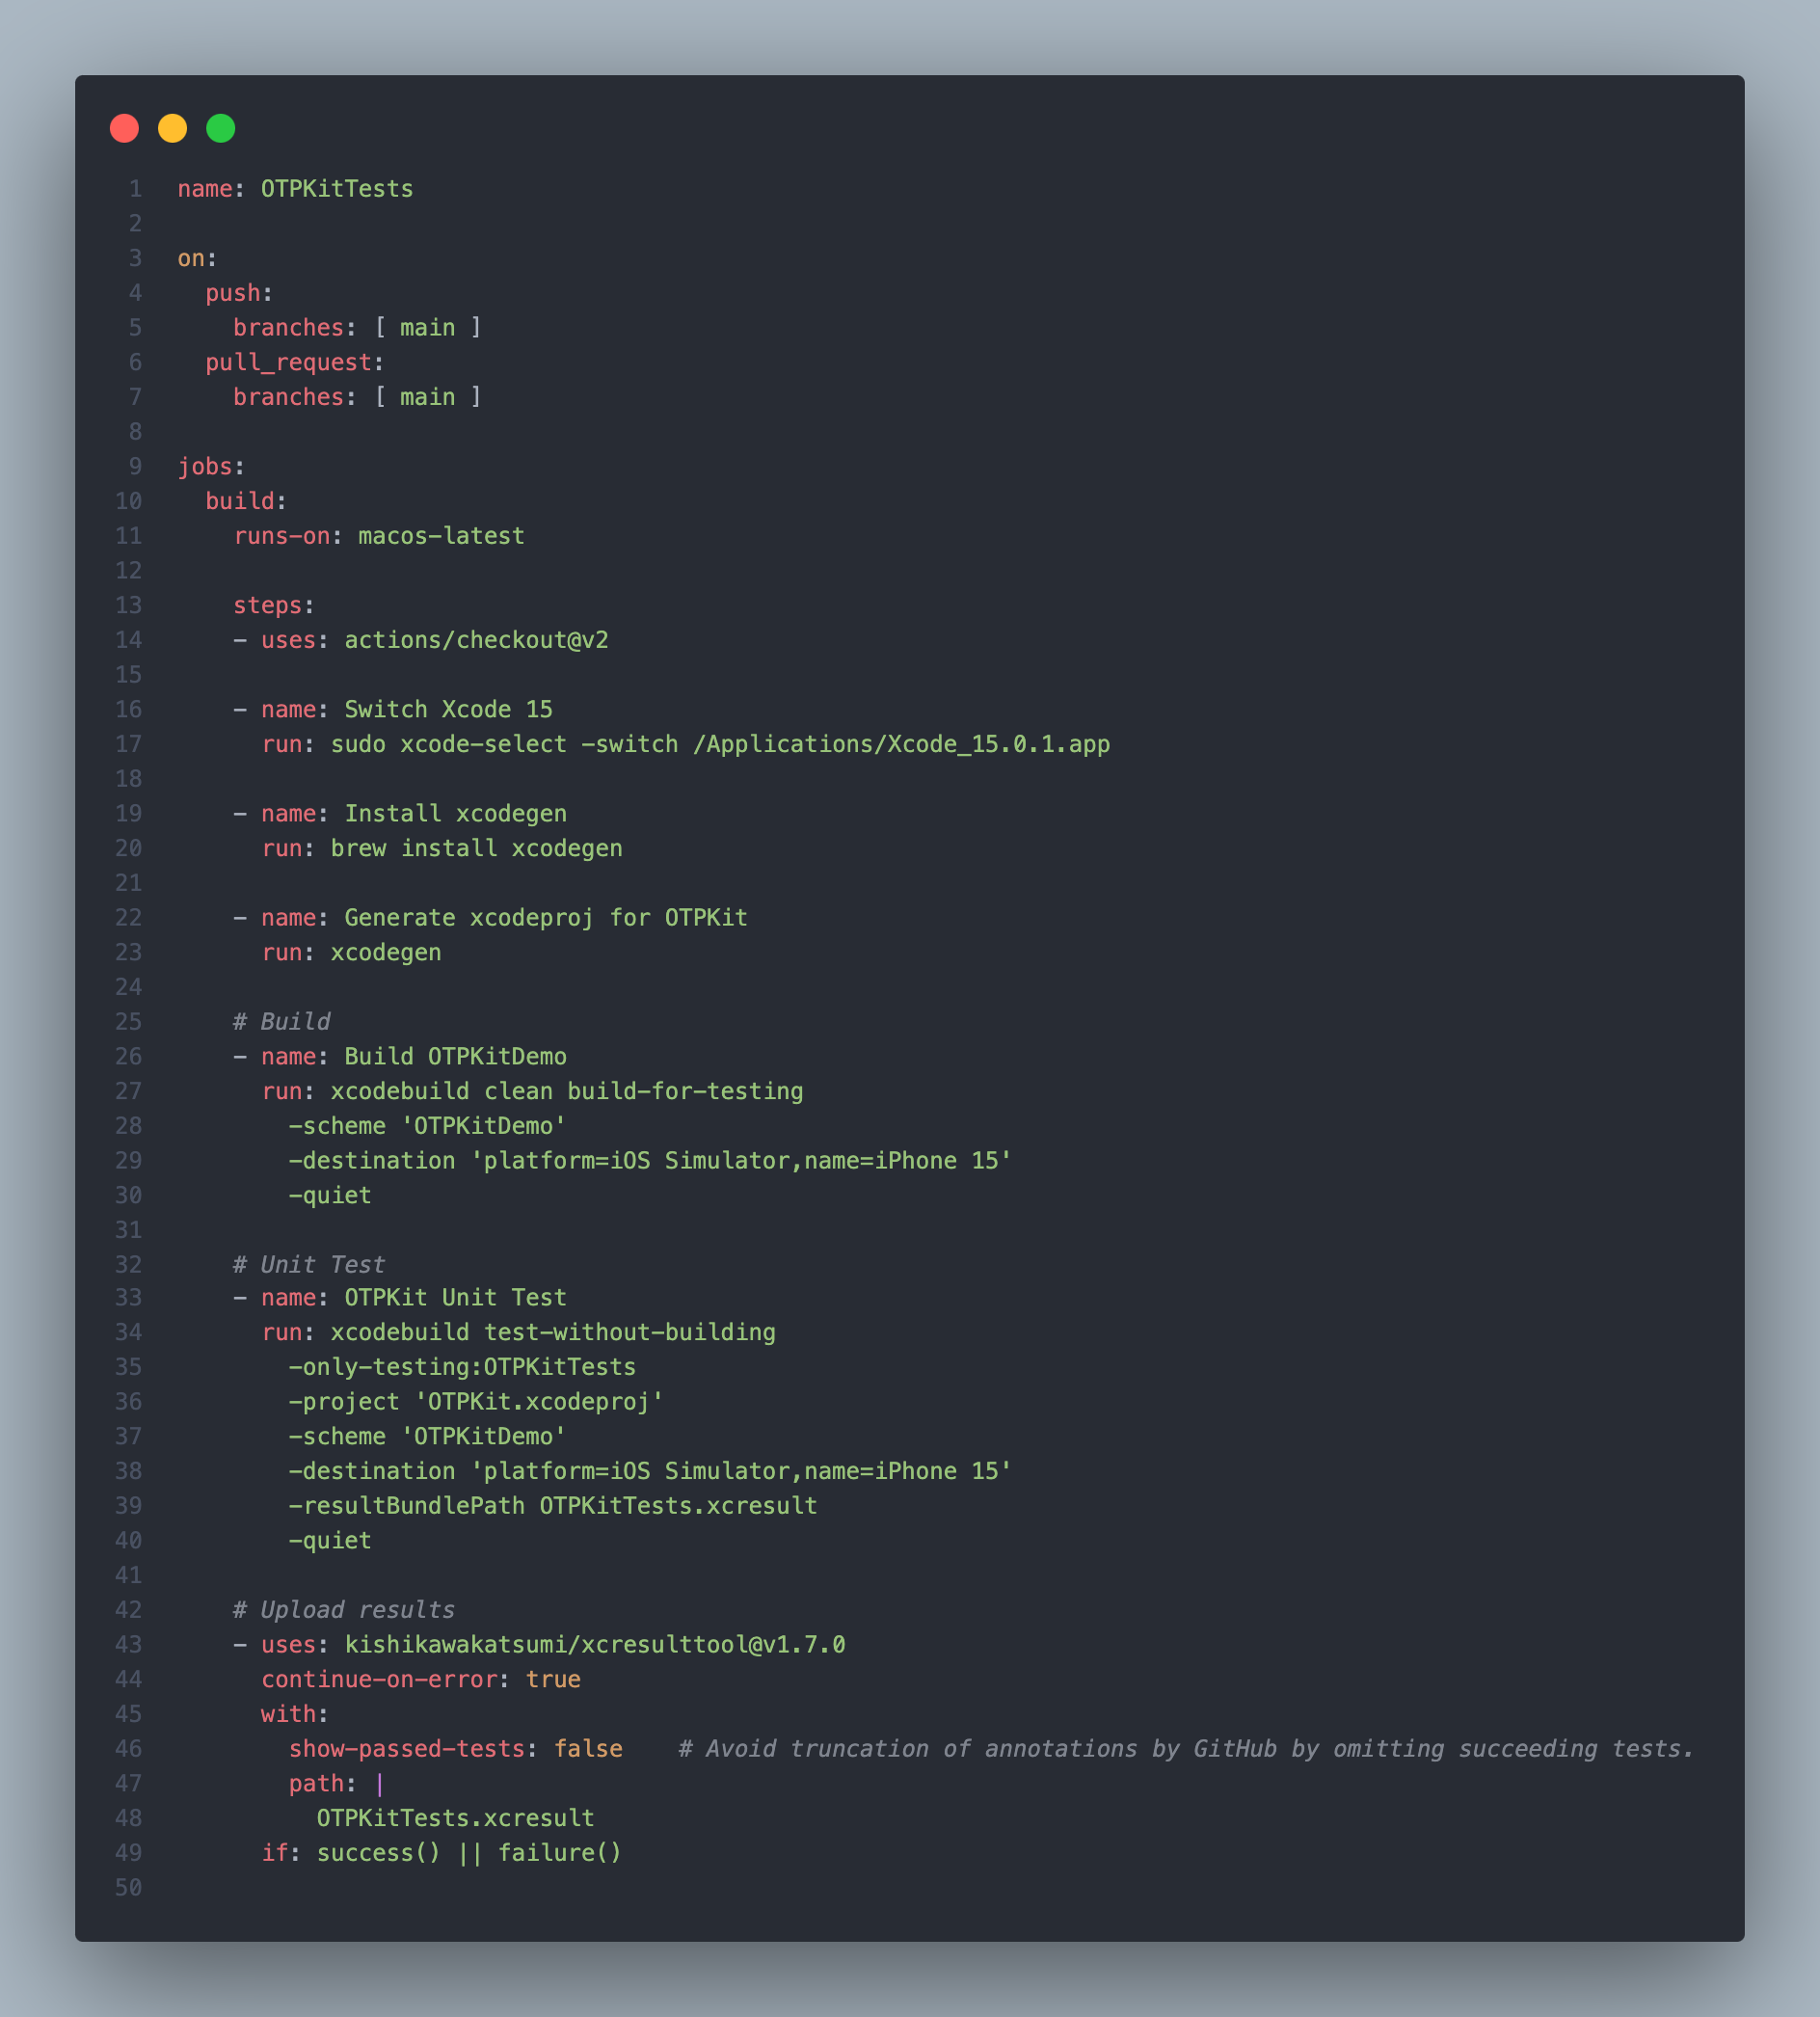 1 name: OTPKitTests
2
3 on:
4   push:
5     branches: [ main ]
6   pull_request:
7     branches: [ main ]
8
9 jobs:
10   build:
11     runs-on: macos-latest
12
13     steps:
14     - uses: actions/checkout@v2
15
16     - name: Switch Xcode 15
17       run: sudo xcode-select -switch /Applications/Xcode_15.0.1.app
18
19     - name: Install xcodegen
20       run: brew install xcodegen
21
22     - name: Generate xcodeproj for OTPKit
23       run: xcodegen
24
25     # Build
26     - name: Build OTPKitDemo
27       run: xcodebuild clean build-for-testing
28         -scheme 'OTPKitDemo'
29         -destination 'platform=iOS Simulator,name=iPhone 15'
30         -quiet
31
32     # Unit Test
33     - name: OTPKit Unit Test
34       run: xcodebuild test-without-building
35         -only-testing:OTPKitTests
36         -project 'OTPKit.xcodeproj'
37         -scheme 'OTPKitDemo'
38         -destination 'platform=iOS Simulator,name=iPhone 15'
39         -resultBundlePath OTPKitTests.xcresult
40         -quiet
41
42     # Upload results
43     - uses: kishikawakatsumi/xcresulttool@v1.7.0
44       continue-on-error: true
45       with:
46         show-passed-tests: false    # Avoid truncation of annotations by GitHub by omitting succeeding tests.
47         path: |
48           OTPKitTests.xcresult
49       if: success() || failure()
50